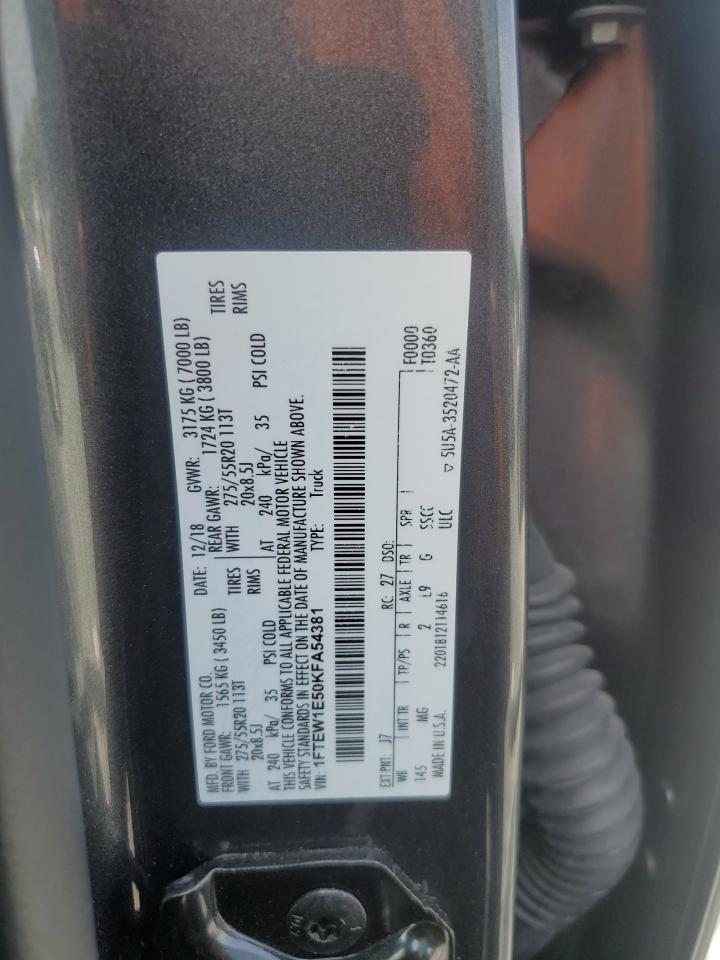 MFD. BY FORD MOTOR CO. DATE: 12/18 GVWR: 3175 KG ( 7000 LB)
FRONT GAWR: 1565 KG ( 3450 LB) REAR GAWR: 1724 KG ( 3800 LB)
WITH 275/55R20 113T TIRES WITH 275/55R20 113T TIRES
20x8.5J RIMS 20x8.5J RIMS
AT 240 kPa/ 35 PSI COLD AT 240 kPa/ 35 PSI COLD
THIS VEHICLE CONFORMS TO ALL APPLICABLE FEDERAL MOTOR VEHICLE
SAFETY STANDARDS IN EFFECT ON THE DATE OF MANUFACTURE SHOWN ABOVE.
VIN: 1FTEW1E50KFA54381 TYPE: Truck
EXT PNT: J7 RC: 27 DSO: F0000
WB INT TR TP/PS R AXLE TR SPR T0360
145 MG 2 L9 G SSCC
MADE IN U.S.A. 2201812114616 ULC ▽ 5U5A-3520472-AA